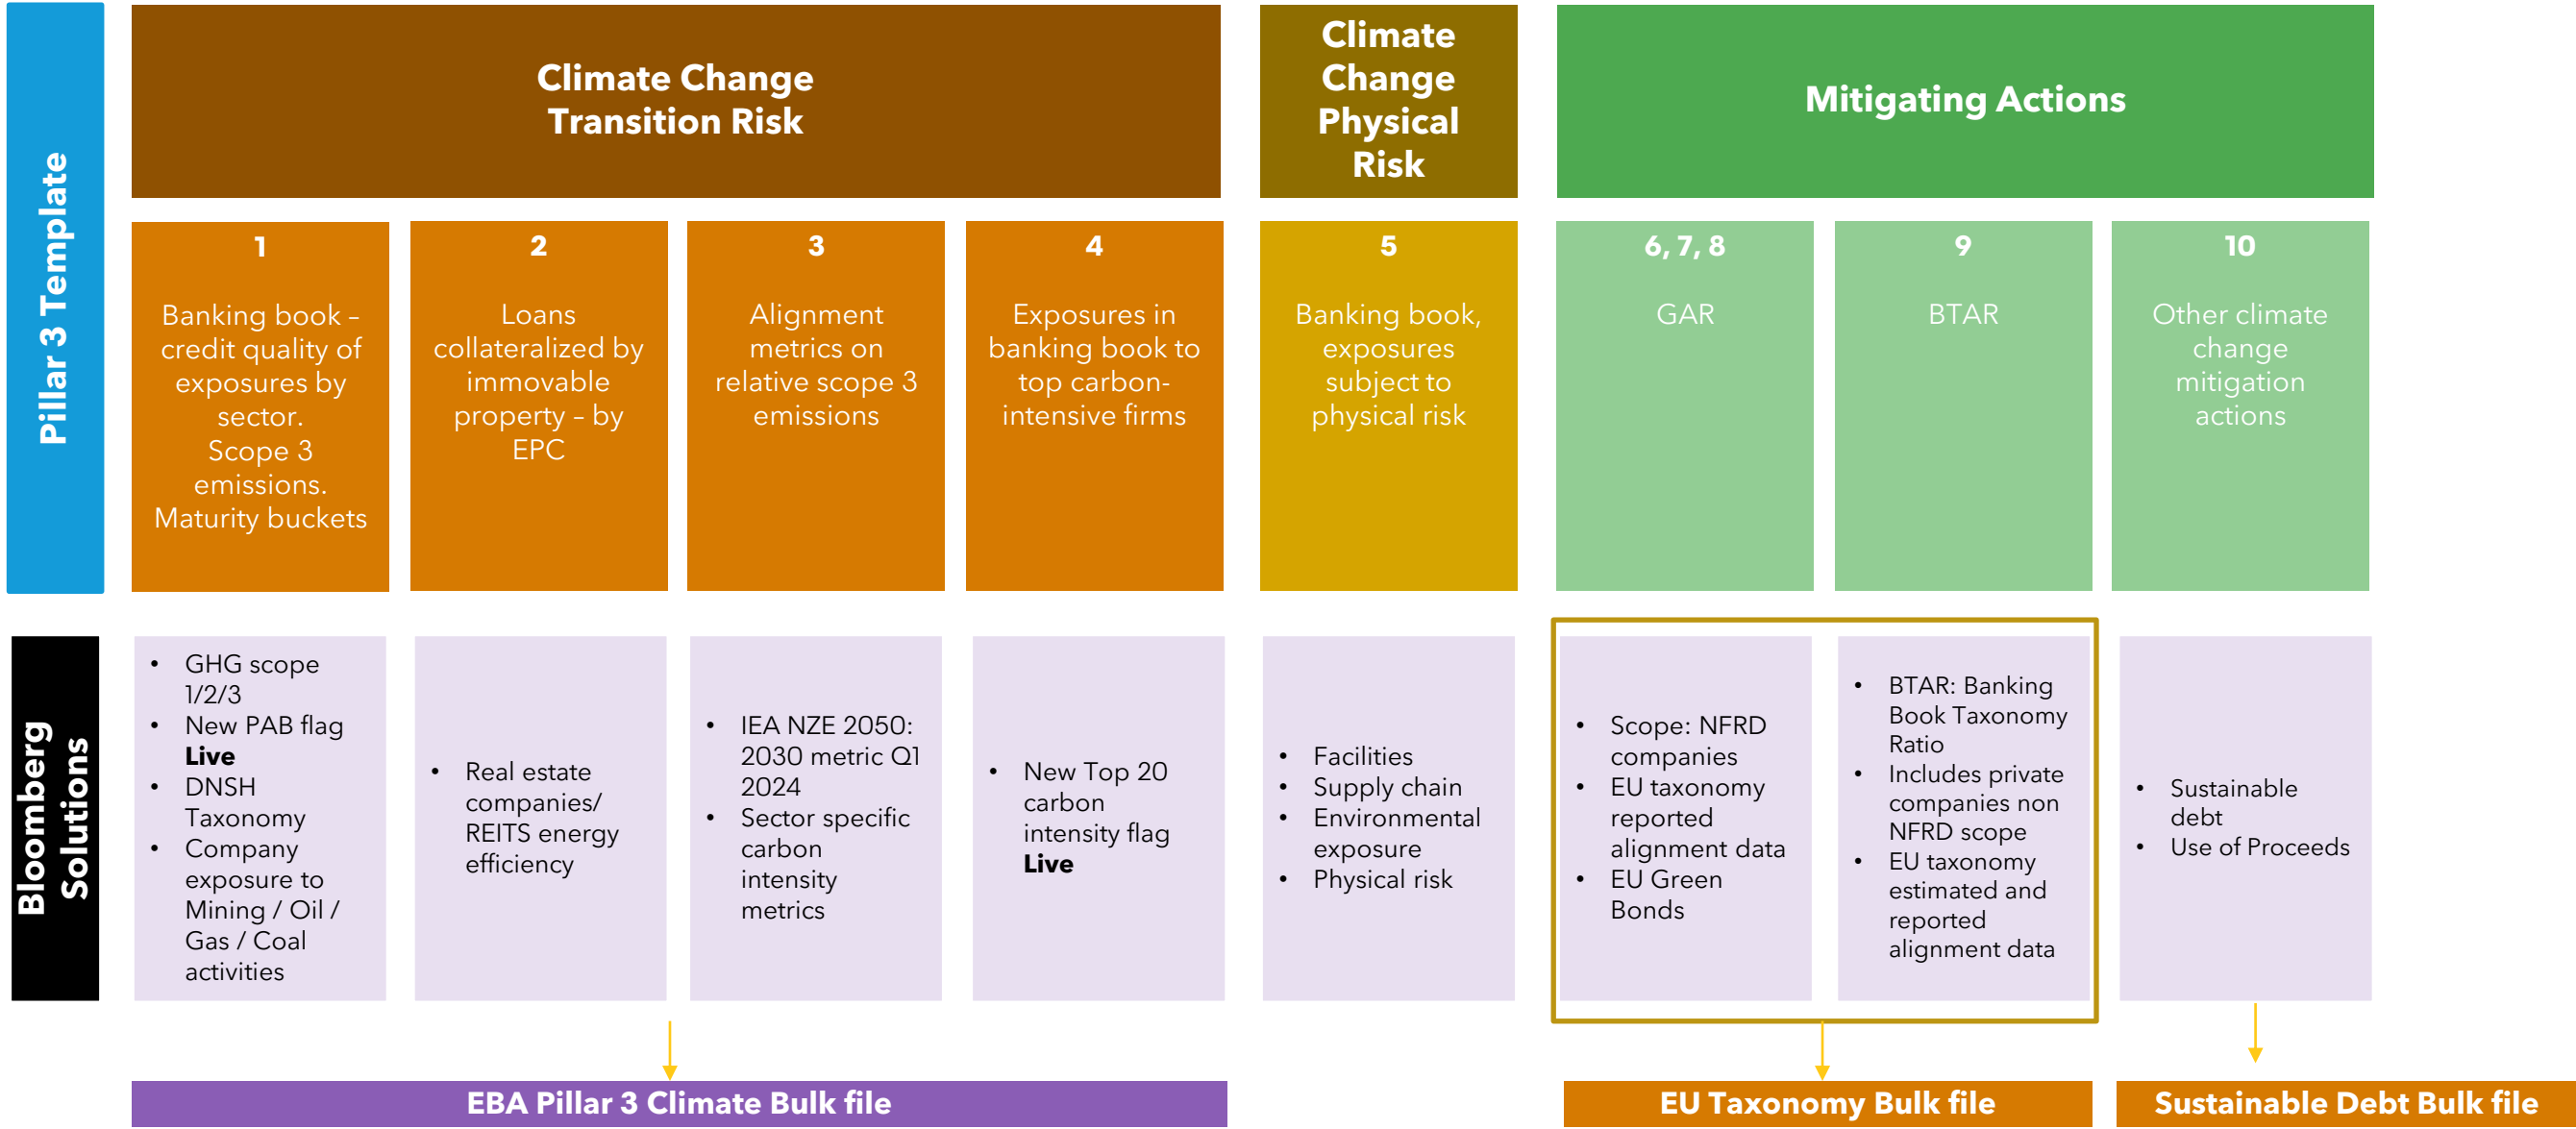 Pillar 3 Template
Climate Change
Transition Risk
Climate
Change
Physical
Risk
Mitigating Actions
1
Banking book –
credit quality of
exposures by
sector.
Scope 3
emissions.
Maturity buckets
2
Loans
collateralized by
immovable
property – by
EPC
3
Alignment
metrics on
relative scope 3
emissions
4
Exposures in
banking book to
top carbon-
intensive firms
5
Banking book,
exposures
subject to
physical risk
6, 7, 8
GAR
9
BTAR
10
Other climate
change
mitigation
actions
Bloomberg
Solutions
• GHG scope
1/2/3
• New PAB flag
Live
• DNSH
Taxonomy
• Company
exposure to
Mining / Oil /
Gas / Coal
activities
• Real estate
companies/
REITS energy
efficiency
• IEA NZE 2050:
2030 metric Q1
2024
• Sector specific
carbon
intensity
metrics
• New Top 20
carbon
intensity flag
Live
• Facilities
• Supply chain
• Environmental
exposure
• Physical risk
• Scope: NFRD
companies
• EU taxonomy
reported
alignment data
• EU Green
Bonds
• BTAR: Banking
Book Taxonomy
Ratio
• Includes private
companies non
NFRD scope
• EU taxonomy
estimated and
reported
alignment data
• Sustainable
debt
• Use of Proceeds
EBA Pillar 3 Climate Bulk file
EU Taxonomy Bulk file
Sustainable Debt Bulk file